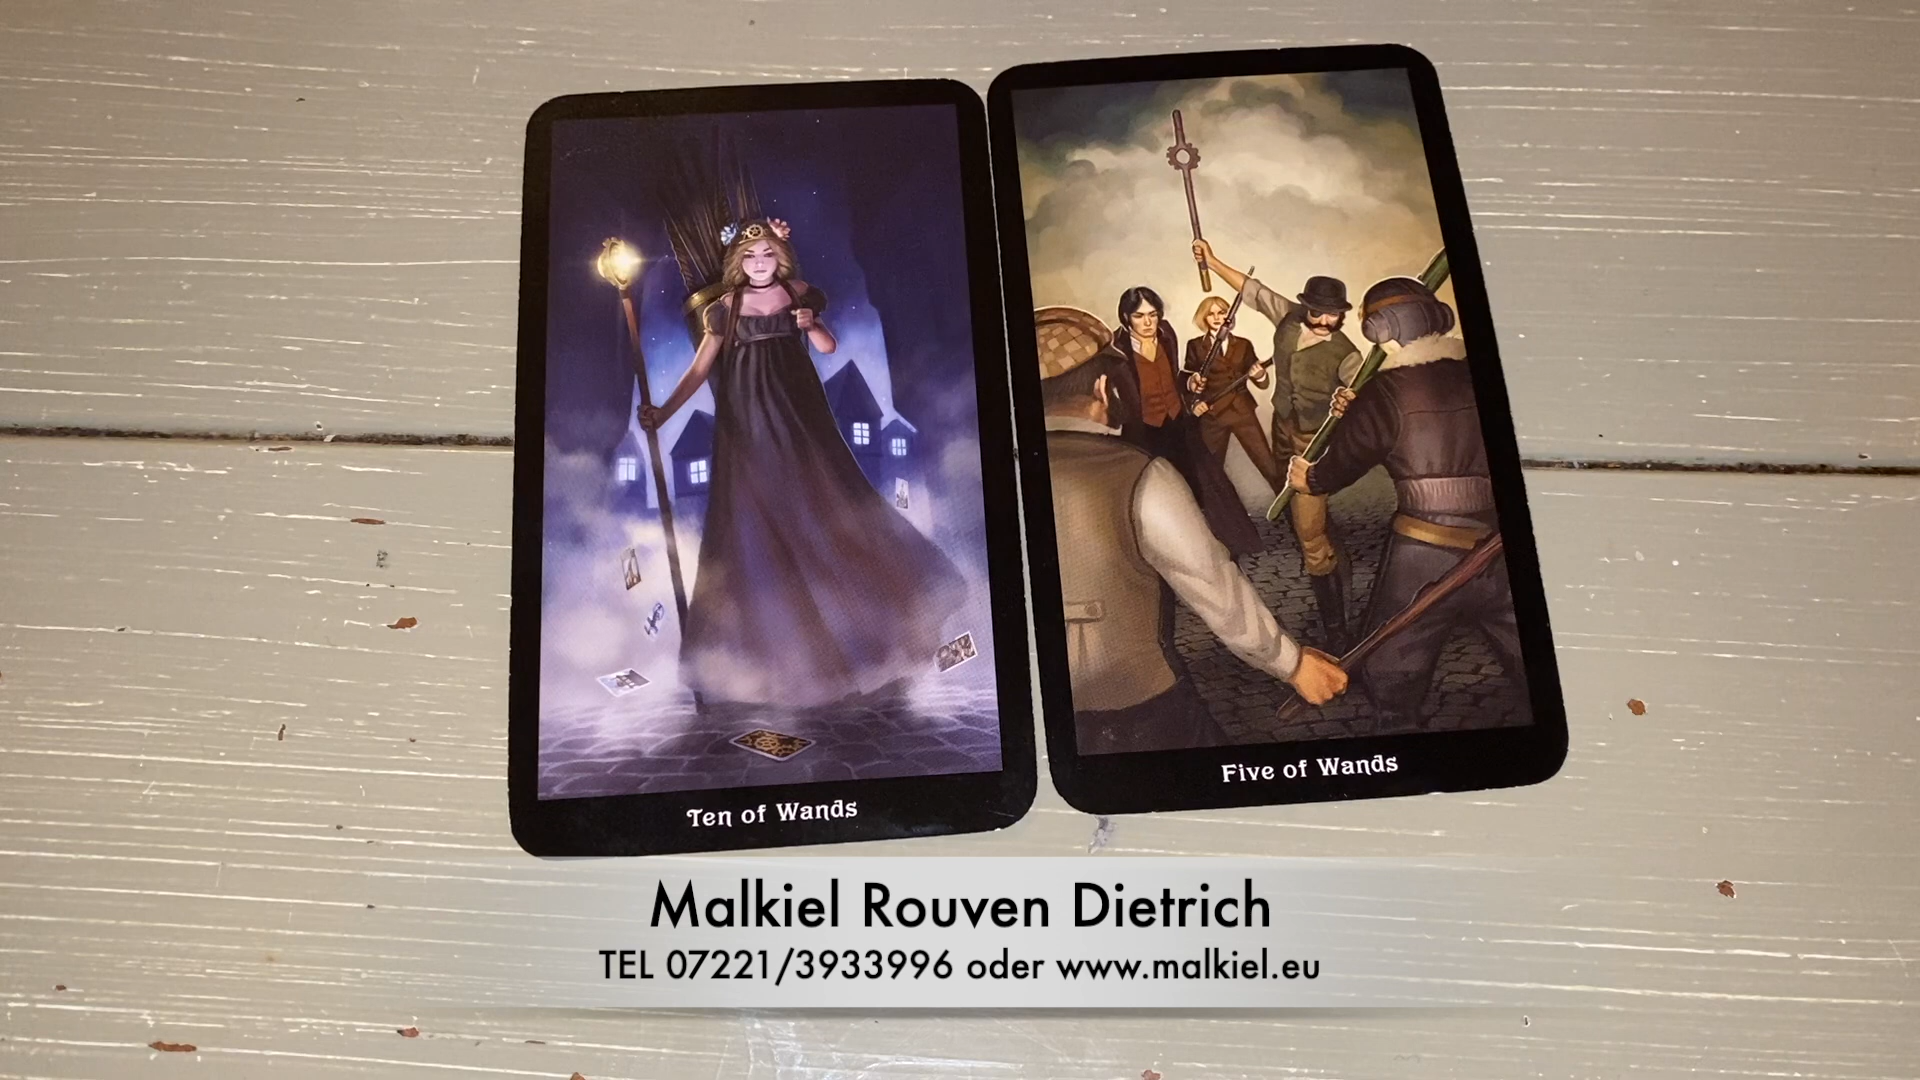 Ten of Wands
Five of Wands
Malkiel Rouven Dietrich
TEL 07221/3933996 oder www.malkiel.eu